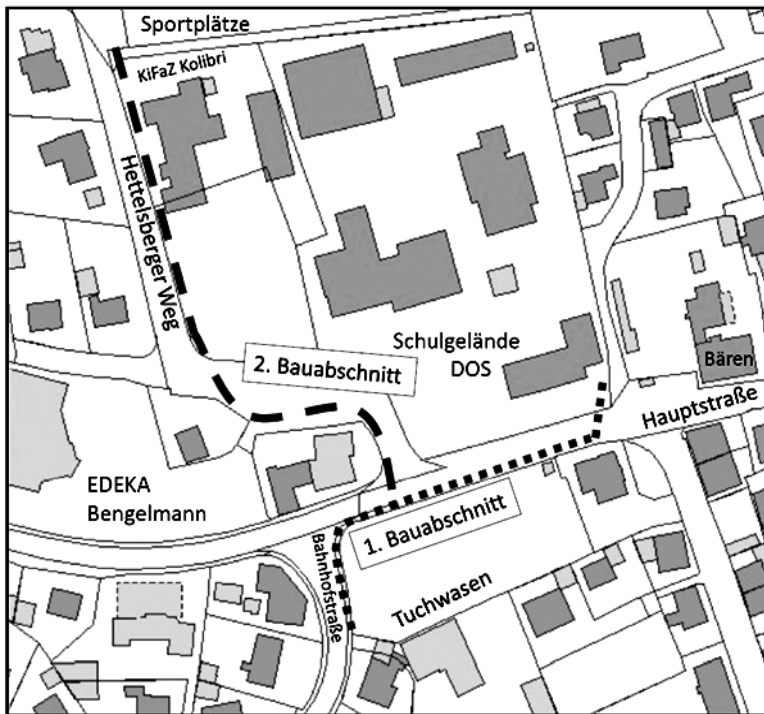 Sportplätze
KiFaZ Kolibri
Hettelsberger Weg
Schulgelände
DOS
2. Bauabschnitt
Bären
Hauptstraße
EDEKA
Bengelmann
1. Bauabschnitt
Bahnhofstraße
Tuchwasen